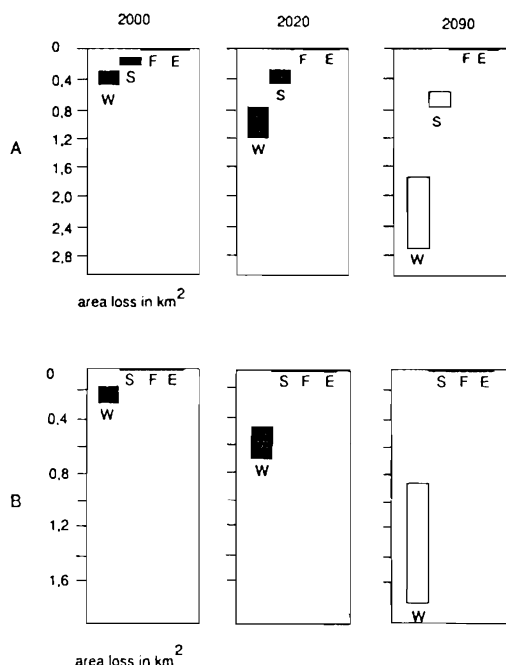 2000 2020 2090
0
0,4
0,8
1,2
A
1,6
2,0
2,4
2,8
F E
S
W
F E
S
W
F E
S
W
area loss in km2
0
0,4
0,8
B
1,2
1,6
S F E
W
S F E
W
S F E
W
area loss in km2